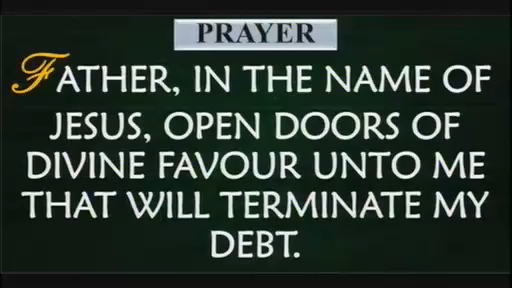 PRAYER
FATHER, IN THE NAME OF
JESUS, OPEN DOORS OF
DIVINE FAVOUR UNTO ME
THAT WILL TERMINATE MY
DEBT.